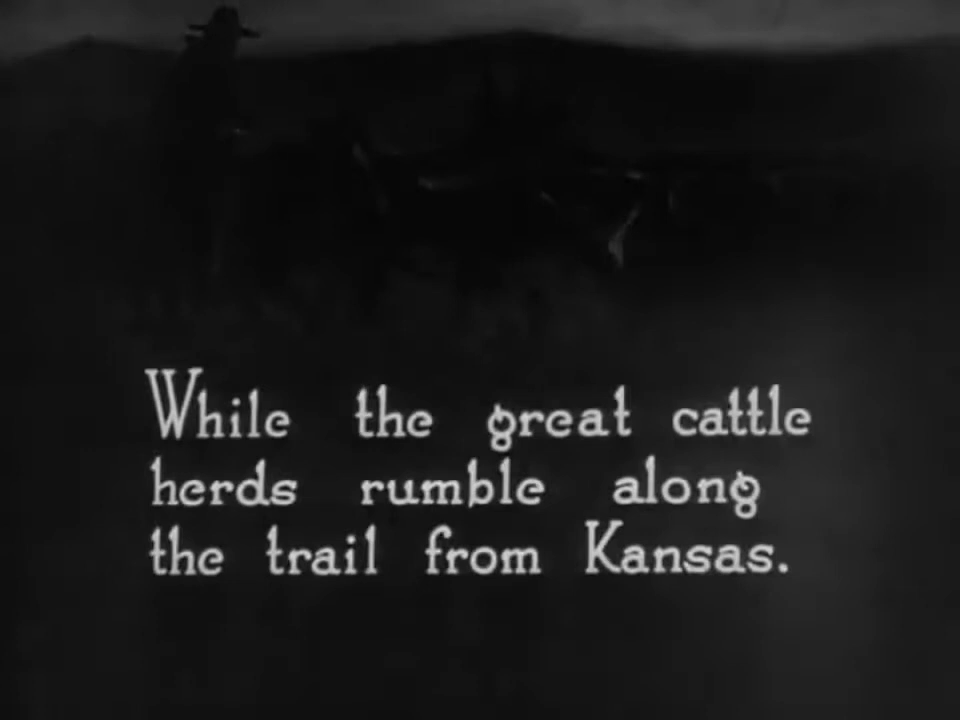 While the great cattle
herds rumble along
the trail from Kansas.